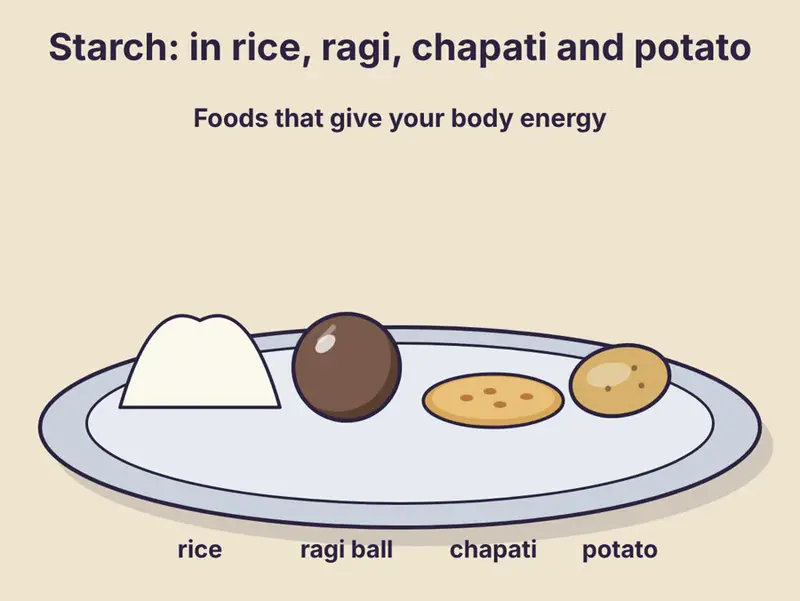 Starch: in rice, ragi, chapati and potato
Foods that give your body energy
rice ragi ball chapati potato